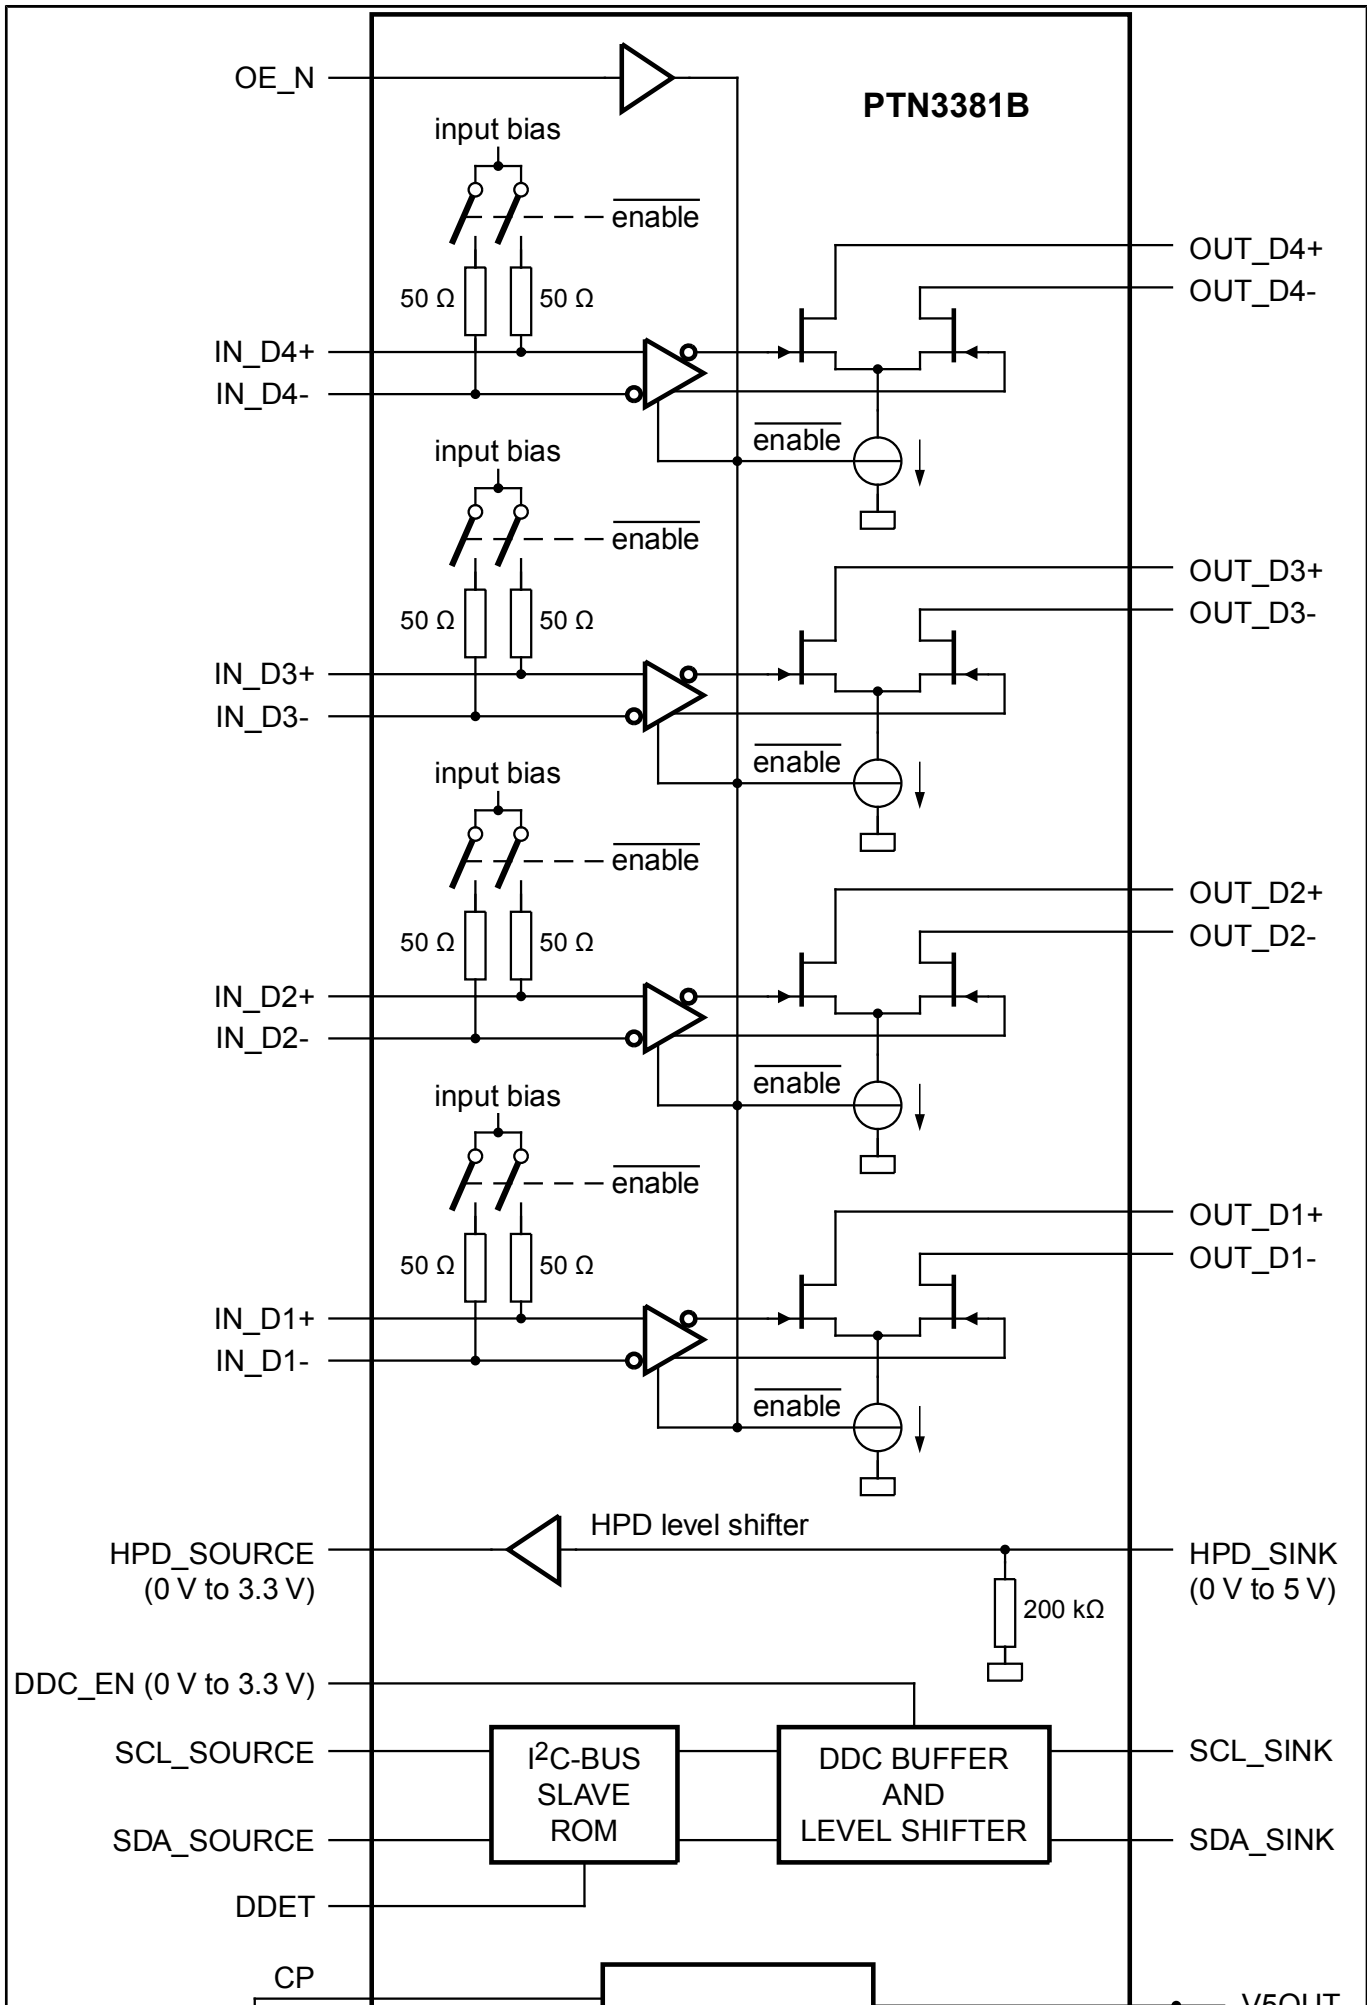 OE_N
PTN3381B
input bias
enable
OUT_D4+
OUT_D4-
50 Ω 50 Ω
IN_D4+
IN_D4-
enable
input bias
enable
OUT_D3+
OUT_D3-
50 Ω 50 Ω
IN_D3+
IN_D3-
enable
input bias
enable
OUT_D2+
OUT_D2-
50 Ω 50 Ω
IN_D2+
IN_D2-
enable
input bias
enable
OUT_D1+
OUT_D1-
50 Ω 50 Ω
IN_D1+
IN_D1-
enable
HPD level shifter
HPD_SOURCE
(0 V to 3.3 V)
HPD_SINK
(0 V to 5 V)
200 kΩ
DDC_EN (0 V to 3.3 V)
SCL_SOURCE
I²C-BUS
SLAVE
ROM
DDC BUFFER
AND
LEVEL SHIFTER
SCL_SINK
SDA_SOURCE
SDA_SINK
DDET
CP
V5OUT